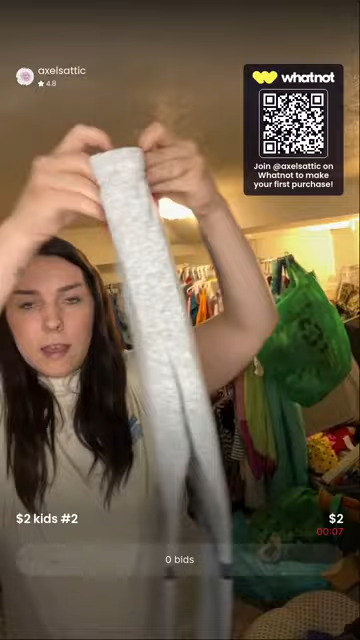 axelsattic
★ 4.8
whatnot
Join @axelsattic on
Whatnot to make
your first purchase!
$2 kids #2
$2
00:07
0 bids